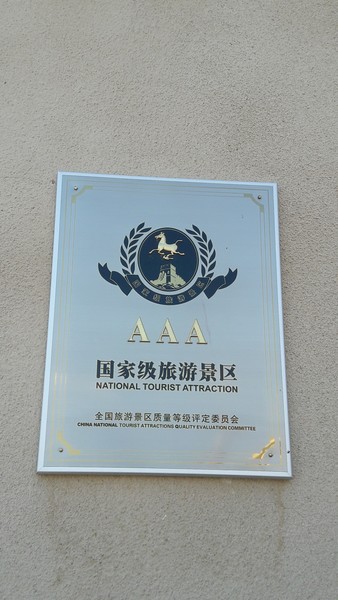 AAA
国家级旅游景区
NATIONAL TOURIST ATTRACTION
全国旅游景区质量等级评定委员会
CHINA NATIONAL TOURIST ATTRACTIONS QUALITY EVALUATION COMMITTEE